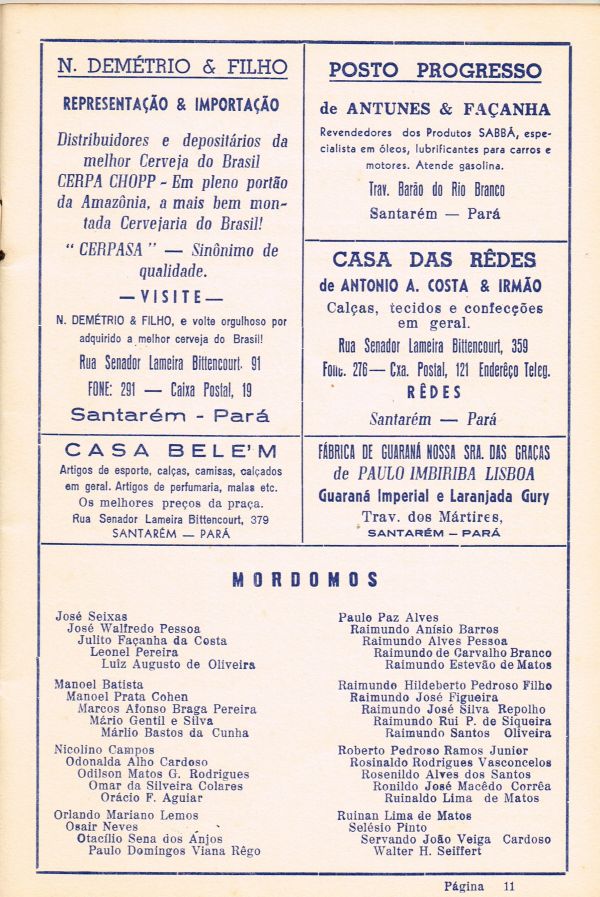 N. DEMÉTRIO & FILHO
REPRESENTAÇÃO & IMPORTAÇÃO
Distribuidores e depositários da
melhor Cerveja do Brasil
CERPA CHOPP - Em pleno portão
da Amazônia, a mais bem mon-
tada Cervejaria do Brasil!
" CERPASA " — Sinônimo de
qualidade.
— VISITE —
N. DEMÉTRIO & FILHO, e volte orgulhoso por
adquirido a melhor cerveja do Brasil!
Rua Senador Lameira Bittencourt. 91
FONE: 291 — Caixa Postal, 19
Santarém - Pará
POSTO PROGRESSO
de ANTUNES & FAÇANHA
Revendedores dos Produtos SABBÁ, espe-
cialista em óleos, lubrificantes para carros e
motores. Atende gasolina.
Trav. Barão do Rio Branco
Santarém — Pará
CASA DAS RÊDES
de ANTONIO A. COSTA & IRMÃO
Calças, tecidos e confecções
em geral.
Rua Senador Lameira Bittencourt, 359
Fone. 276 — Cxa. Postal, 121 Enderêço Teleg.
RÊDES
Santarém — Pará
CASA BELE'M
Artigos de esporte, calças, camisas, calçados
em geral. Artigos de perfumaria, malas etc.
Os melhores preços da praça.
Rua Senador Lameira Bittencourt, 379
SANTARÉM — PARÁ
FÁBRICA DE GUARANÁ NOSSA SRA. DAS GRAÇAS
de PAULO IMBIRIBA LISBOA
Guaraná Imperial e Laranjada Gury
Trav. dos Mártires,
SANTARÉM — PARÁ
MORDOMOS
José Seixas
José Walfredo Pessoa
Julito Façanha da Costa
Leonel Pereira
Luiz Augusto de Oliveira
Manoel Batista
Manoel Prata Cohen
Marcos Afonso Braga Pereira
Mário Gentil e Silva
Márlio Bastos da Cunha
Nicolino Campos
Odonalda Alho Cardoso
Odilson Matos G. Rodrigues
Omar da Silveira Colares
Orácio F. Aguiar
Orlando Mariano Lemos
Osair Neves
Otacílio Sena dos Anjos
Paulo Domingos Viana Rêgo
Paulo Paz Alves
Raimundo Anísio Barros
Raimundo Alves Pessoa
Raimundo de Carvalho Branco
Raimundo Estevão de Matos
Raimundo Hildeberto Pedroso Filho
Raimundo José Figueira
Raimundo José Silva Repolho
Raimundo Rui P. de Siqueira
Raimundo Santos Oliveira
Roberto Pedroso Ramos Junior
Rosinaldo Rodrigues Vasconcelos
Rosenildo Alves dos Santos
Ronildo José Macêdo Corrêa
Ruinaldo Lima de Matos
Ruinan Lima de Matos
Selésio Pinto
Servando João Veiga Cardoso
Walter H. Seiffert
Página 11